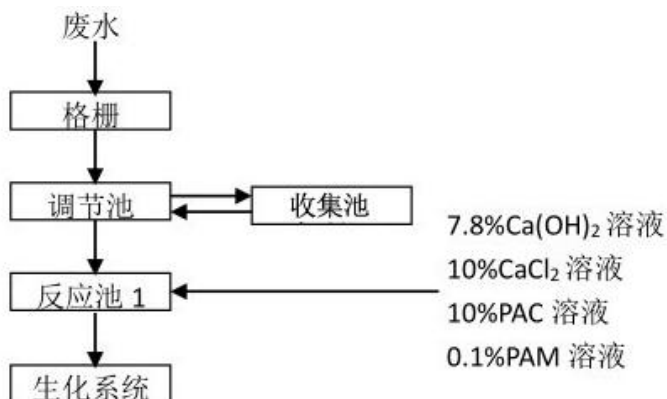 废水
格栅
调节池
收集池
7.8%Ca(OH)₂ 溶液
10%CaCl₂ 溶液
反应池 1
10%PAC 溶液
0.1%PAM 溶液
生化系统